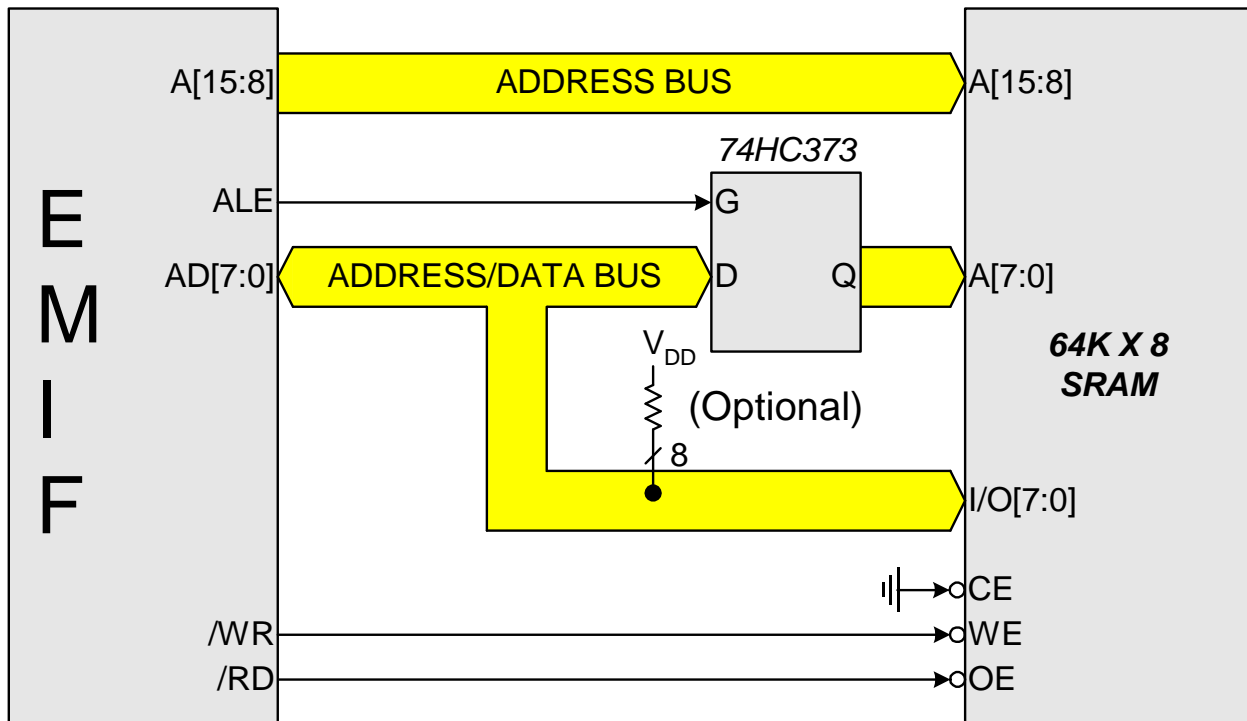 A[15:8] ADDRESS BUS A[15:8]
74HC373
ALE G
AD[7:0] ADDRESS/DATA BUS D Q A[7:0]
E
M
I
F
VDD
(Optional)
8
64K X 8
SRAM
I/O[7:0]
CE
/WR WE
/RD OE